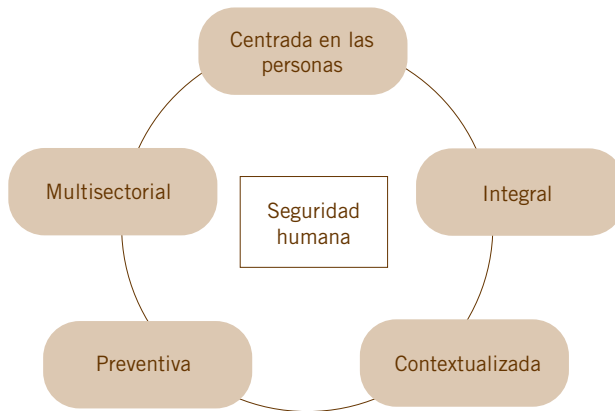 Centrada en las
personas
Multisectorial
Integral
Seguridad
humana
Preventiva
Contextualizada